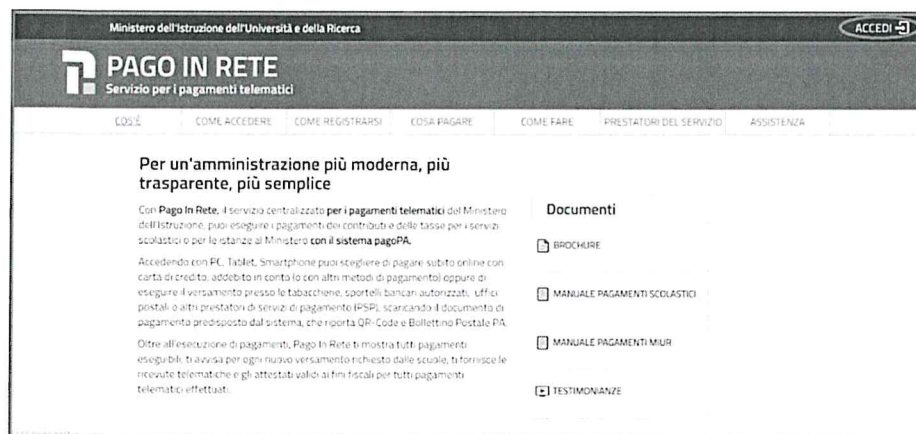 Ministero dell'Istruzione dell'Università e della Ricerca
ACCEDI
PAGO IN RETE
Servizio per i pagamenti telematici
COS'È COME ACCEDERE COME REGISTRARSI COSA PAGARE COME FARE PRESTATORI DEL SERVIZIO ASSISTENZA
Per un'amministrazione più moderna, più
trasparente, più semplice
Con Pago In Rete, il servizio centralizzato per i pagamenti telematici del Ministero
dell'Istruzione, puoi eseguire i pagamenti dei contributi e delle tasse per i servizi
scolastici o per le istanze al Ministero con il sistema pagoPA.
Accedendo con PC, Tablet, Smartphone puoi scegliere di pagare subito online con
carta di credito, addebito in conto (o con altri metodi di pagamento) oppure di
eseguire il versamento presso le tabaccherie, sportelli bancari autorizzati, uffici
postali o altri prestatori di servizi di pagamento (PSP), scaricando il documento di
pagamento predisposto dal sistema, che riporta QR-Code e Bollettino Postale PA.
Oltre all'esecuzione di pagamenti, Pago In Rete ti mostra tutti pagamenti
eseguibili, ti avvisa per ogni nuovo versamento richiesto dalle scuole, ti fornisce le
ricevute telematiche e gli attestati validi ai fini fiscali per tutti pagamenti
telematici effettuati.
Documenti
BROCHURE
MANUALE PAGAMENTI SCOLASTICI
MANUALE PAGAMENTI MIUR
TESTIMONIANZE